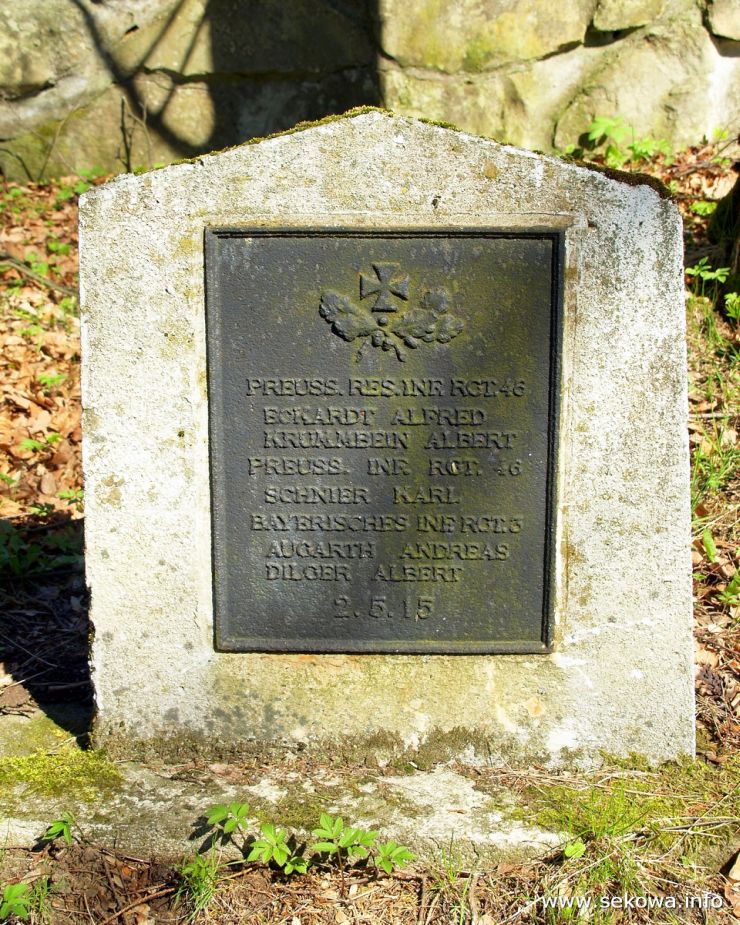 PREUSS. RES. INF. RGT. 46
ECKARDT ALFRED
KRUMMBEIN ALBERT
PREUSS. INF. RGT. 46
SCHNIER KARL
BAYERISCHES INF. RGT. 3
AUGARTH ANDREAS
DILGER ALBERT
2.5.15
www.sekowa.info